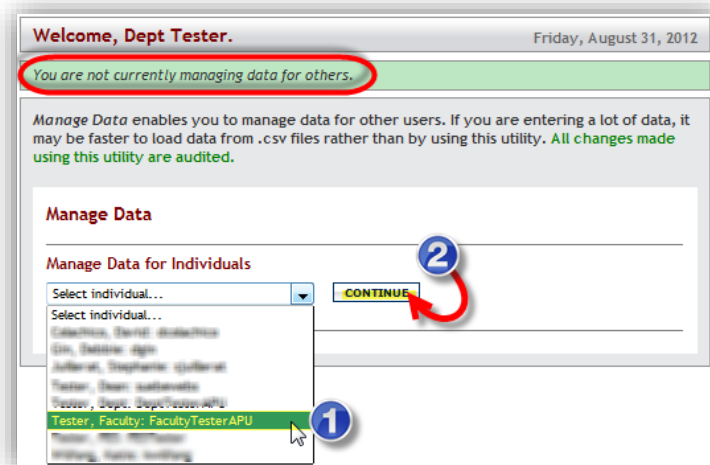 Welcome, Dept Tester.
Friday, August 31, 2012
You are not currently managing data for others.
Manage Data enables you to manage data for other users. If you are entering a lot of data, it
may be faster to load data from .csv files rather than by using this utility. All changes made
using this utility are audited.
Manage Data
Manage Data for Individuals
2
Select individual...
CONTINUE
Select individual...
Tester, Faculty: FacultyTesterAPU
1